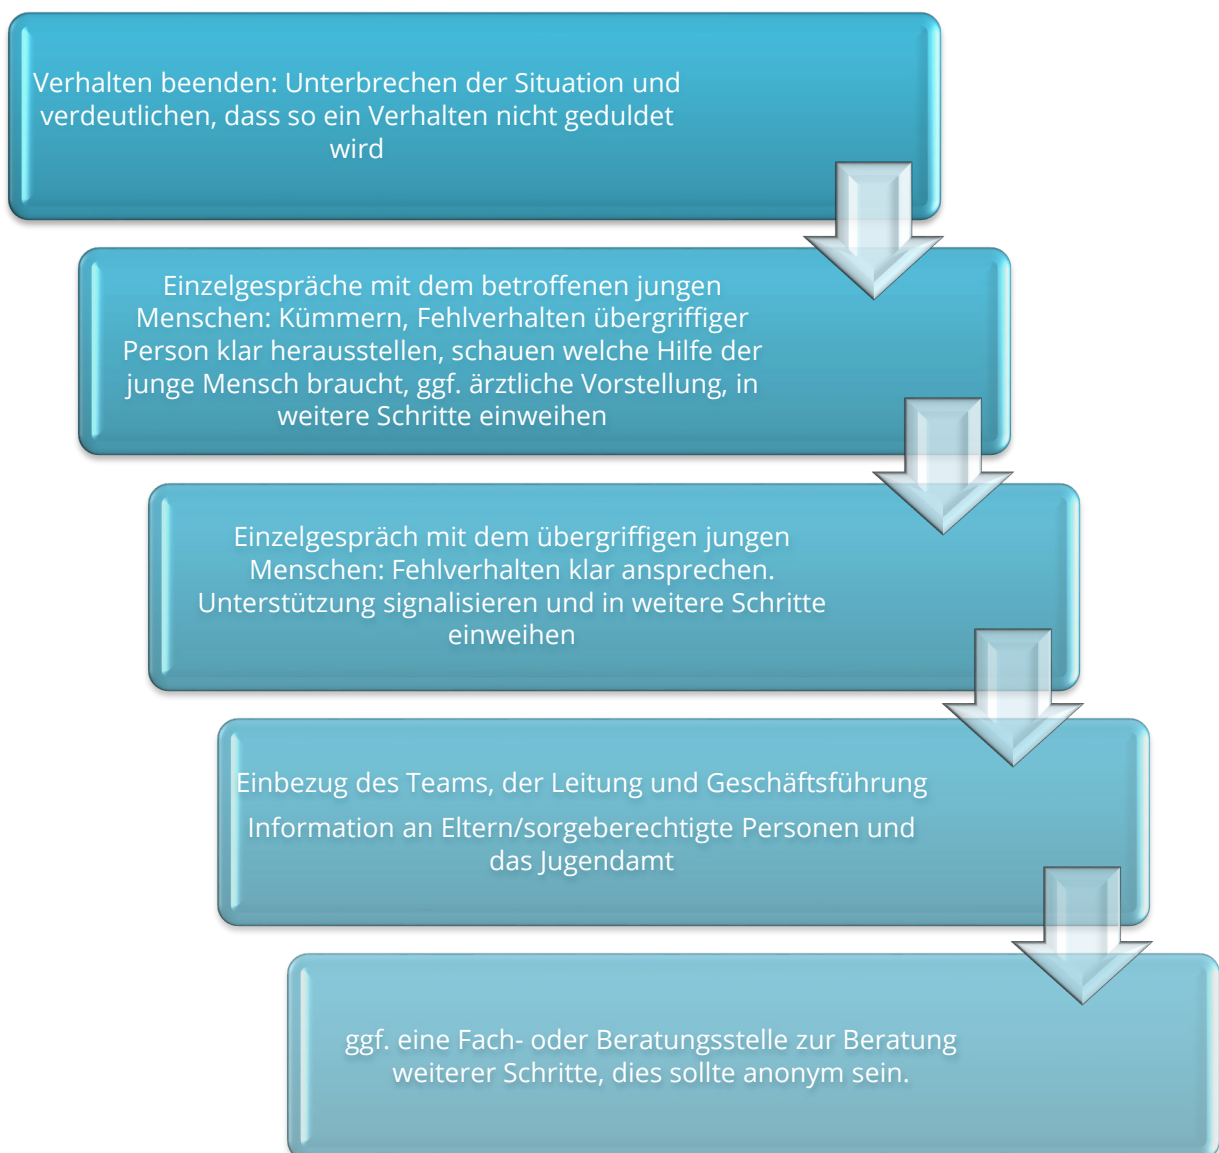 Verhalten beenden: Unterbrechen der Situation und
verdeutlichen, dass so ein Verhalten nicht geduldet
wird
Einzelgespräche mit dem betroffenen jungen
Menschen: Kümmern, Fehlverhalten übergriffiger
Person klar herausstellen, schauen welche Hilfe der
junge Mensch braucht, ggf. ärztliche Vorstellung, in
weitere Schritte einweihen
Einzelgespräch mit dem übergriffigen jungen
Menschen: Fehlverhalten klar ansprechen.
Unterstützung signalisieren und in weitere Schritte
einweihen
Einbezug des Teams, der Leitung und Geschäftsführung
Information an Eltern/sorgeberechtigte Personen und
das Jugendamt
ggf. eine Fach- oder Beratungsstelle zur Beratung
weiterer Schritte, dies sollte anonym sein.